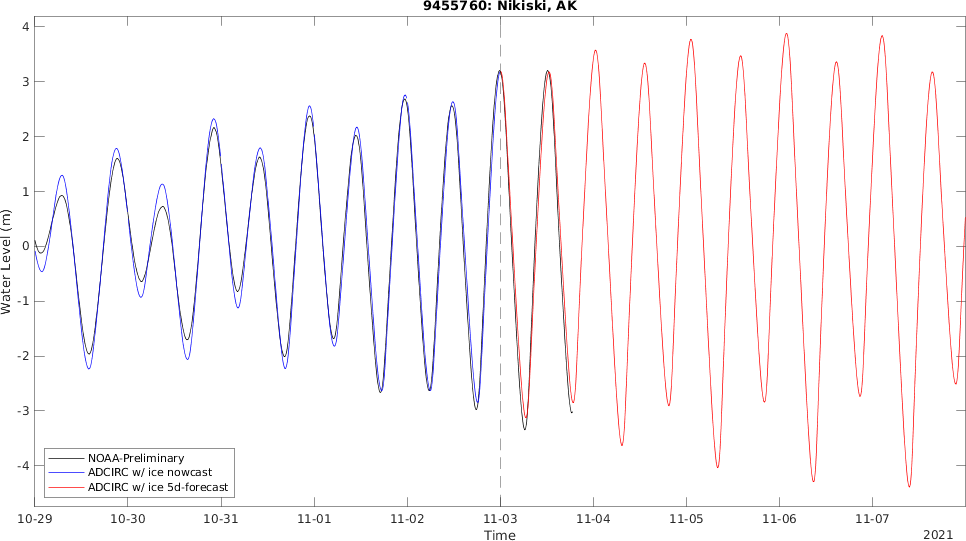 9455760: Nikiski, AK
4
3
2
1
0
-1
-2
-3
-4
Water Level (m)
NOAA-Preliminary
ADCIRC w/ ice nowcast
ADCIRC w/ ice 5d-forecast
10-29 10-30 10-31 11-01 11-02 11-03 11-04 11-05 11-06 11-07
Time
2021